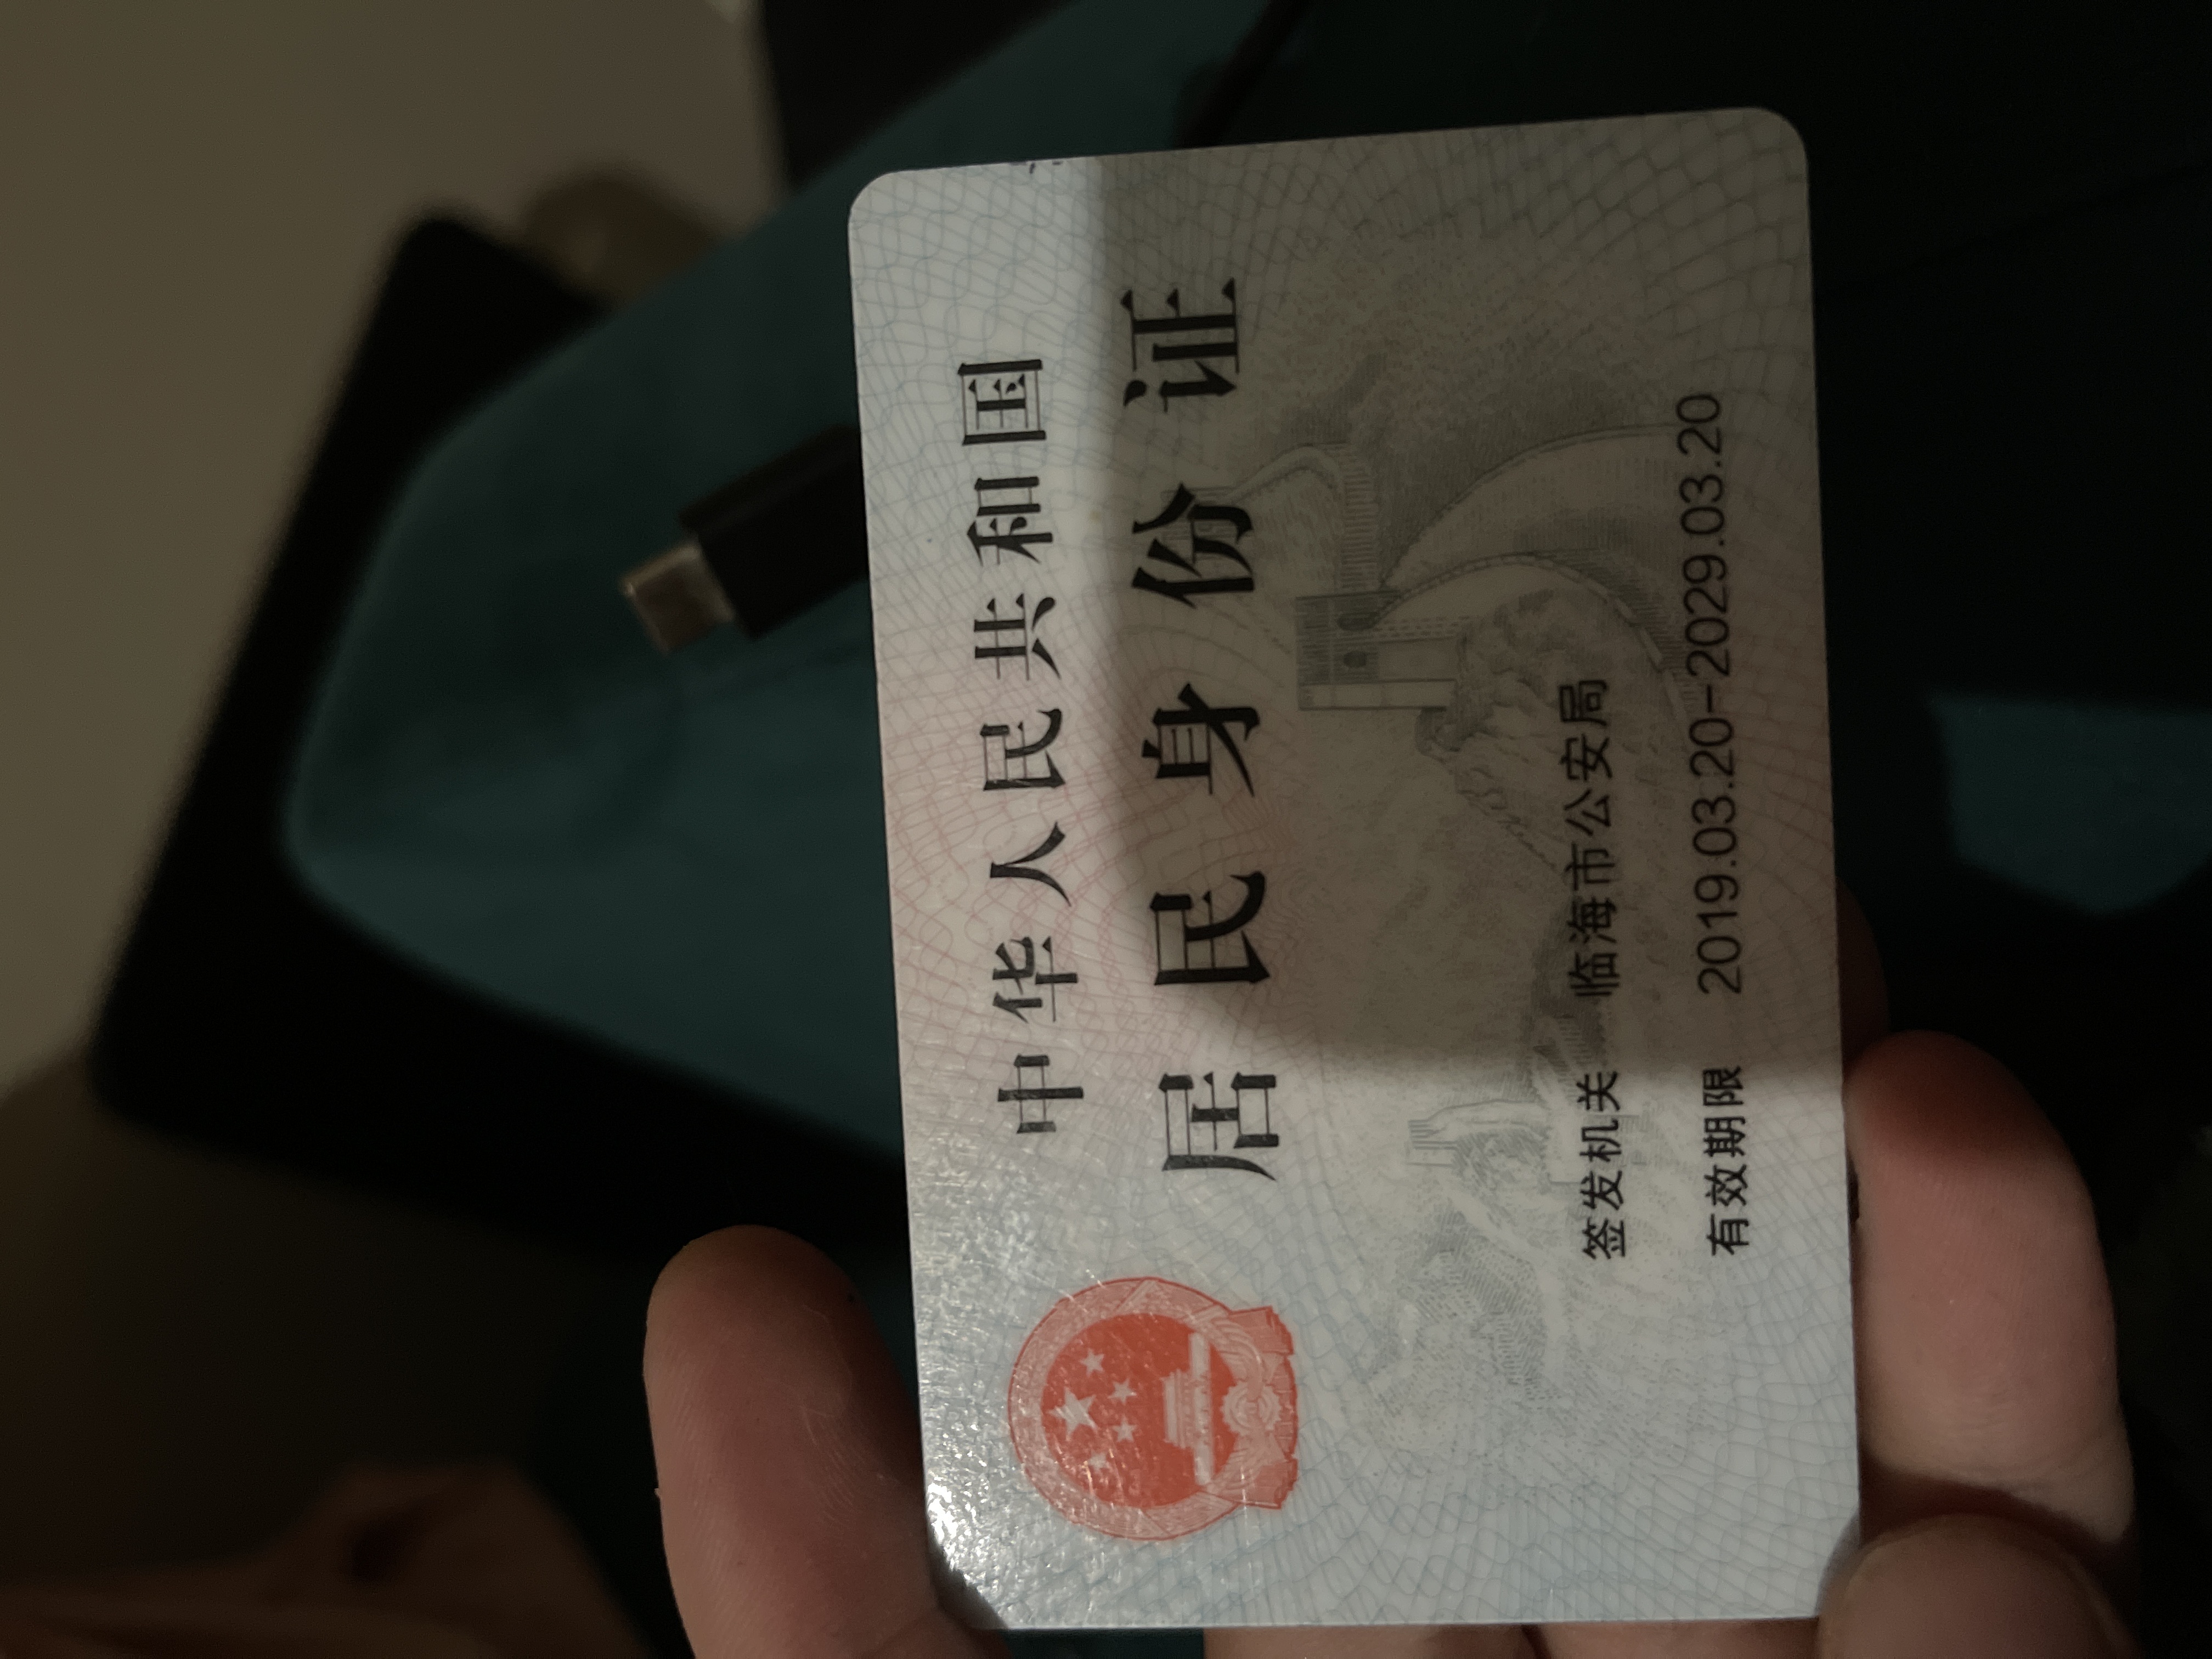 中华人民共和国
居民身份证
签发机关 临海市公安局
有效期限 2019.03.20-2029.03.20